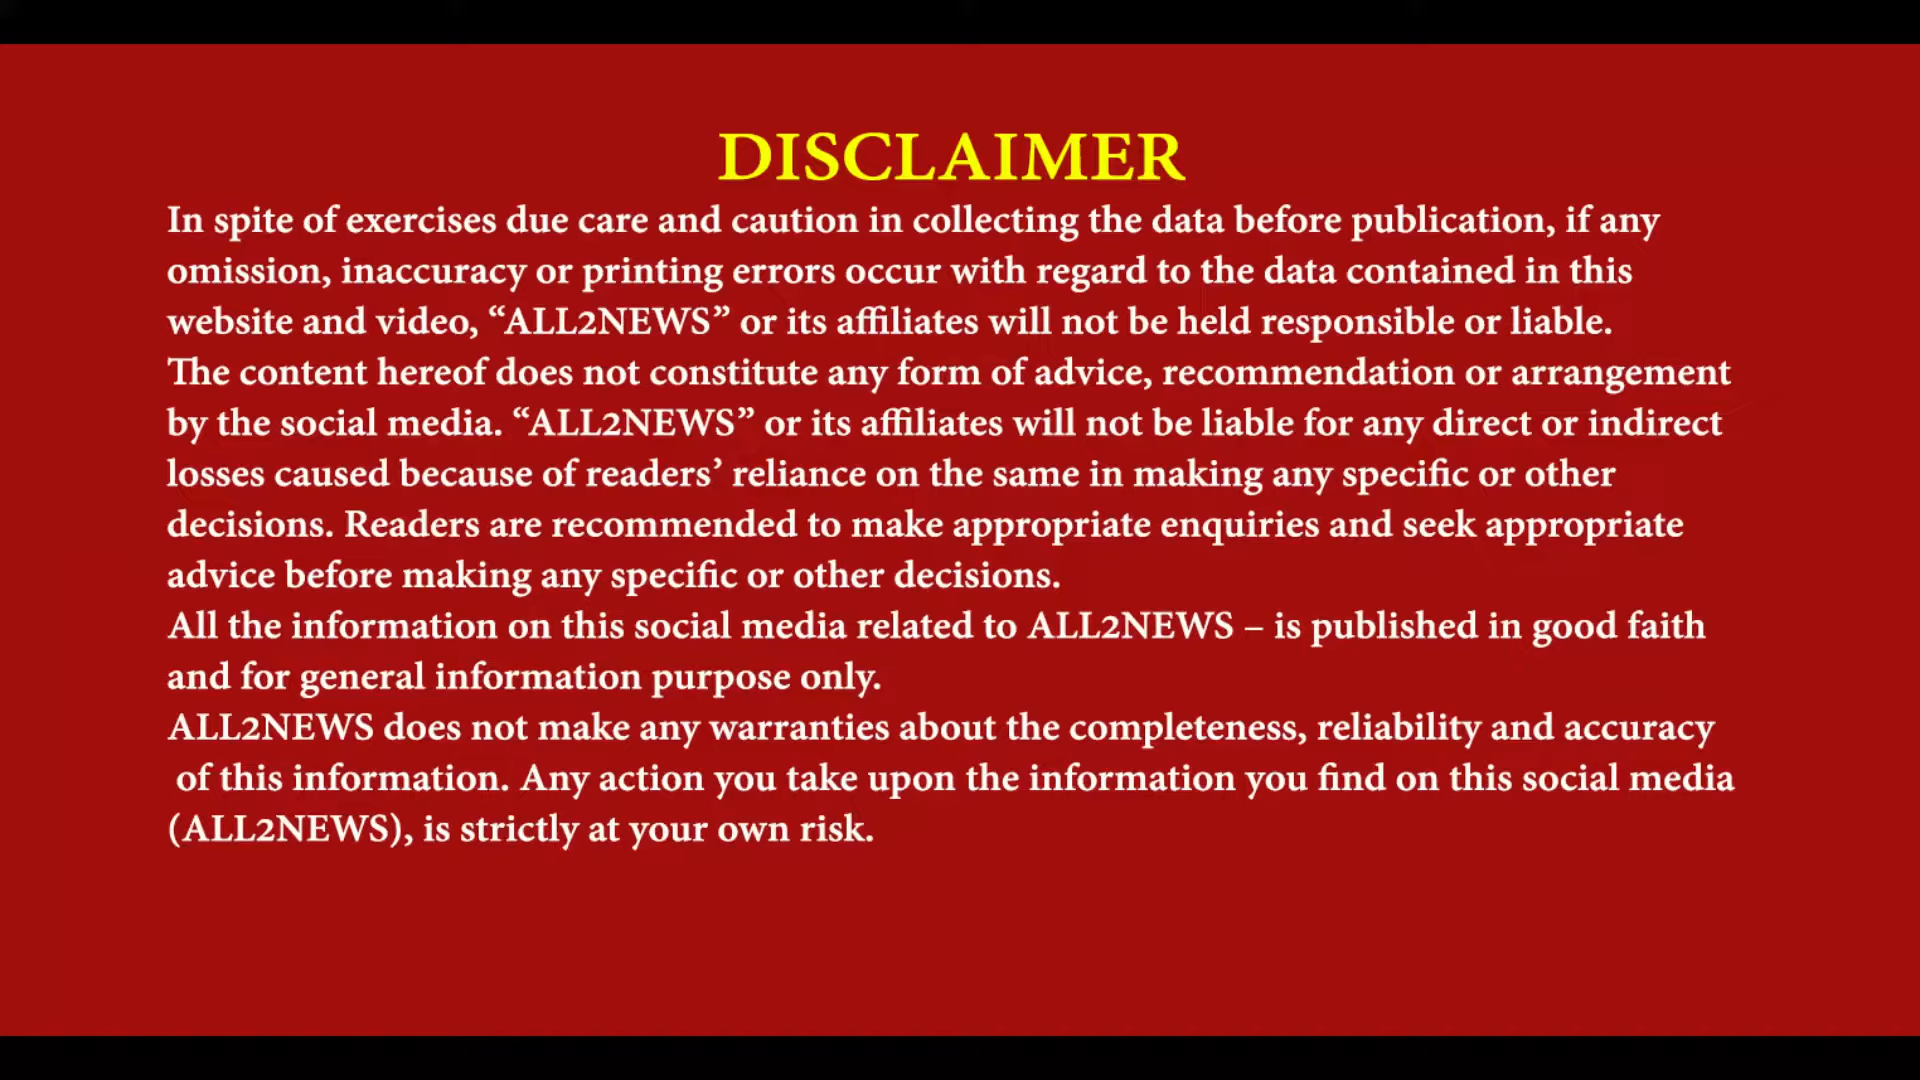 DISCLAIMER
In spite of exercises due care and caution in collecting the data before publication, if any
omission, inaccuracy or printing errors occur with regard to the data contained in this
website and video, “ALL2NEWS” or its affiliates will not be held responsible or liable.
The content hereof does not constitute any form of advice, recommendation or arrangement
by the social media. “ALL2NEWS” or its affiliates will not be liable for any direct or indirect
losses caused because of readers’ reliance on the same in making any specific or other
decisions. Readers are recommended to make appropriate enquiries and seek appropriate
advice before making any specific or other decisions.
All the information on this social media related to ALL2NEWS – is published in good faith
and for general information purpose only.
ALL2NEWS does not make any warranties about the completeness, reliability and accuracy
of this information. Any action you take upon the information you find on this social media
(ALL2NEWS), is strictly at your own risk.